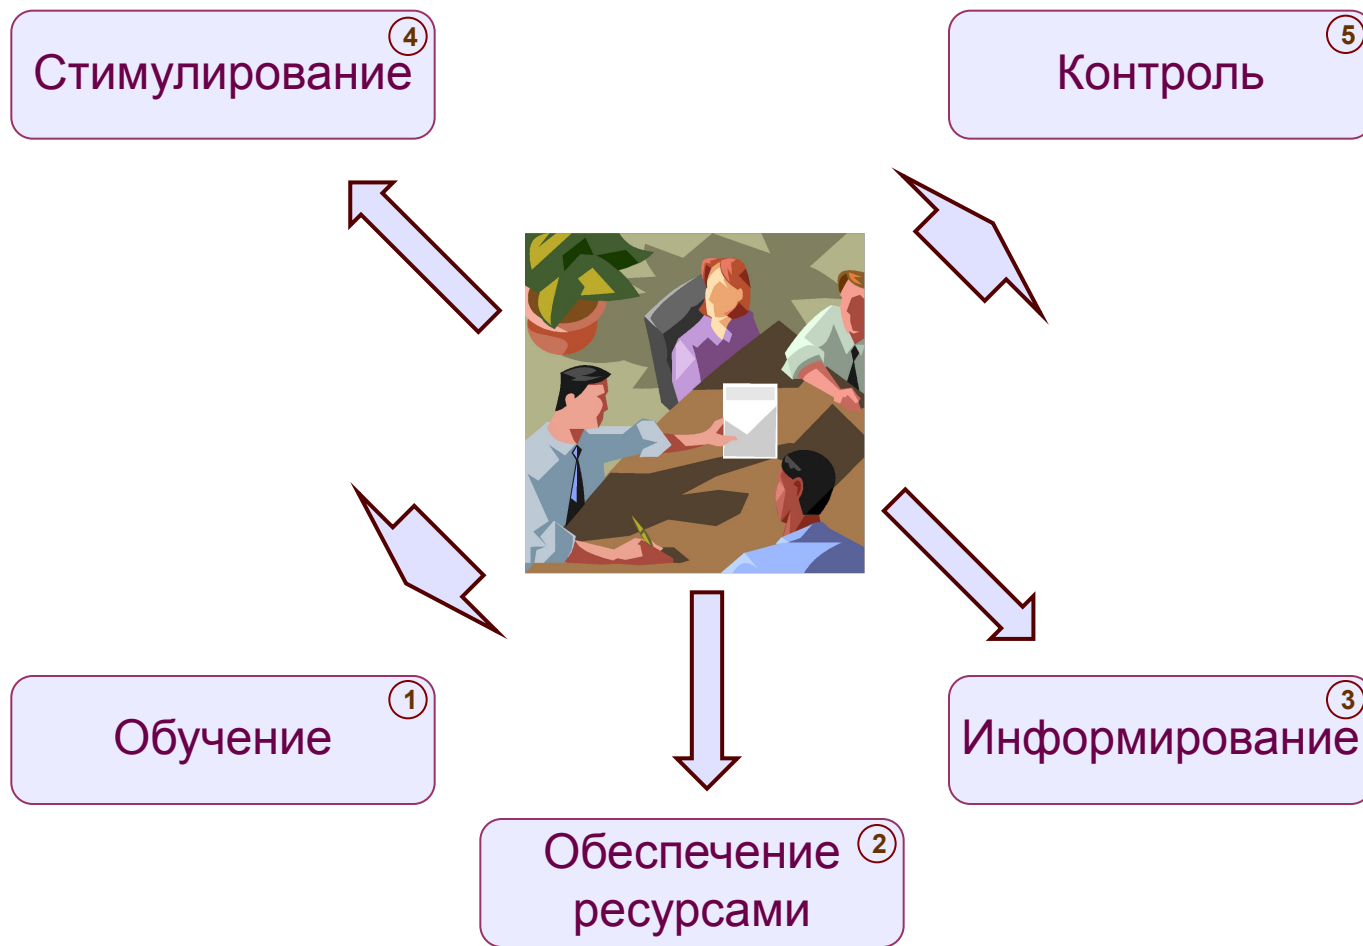 4
Стимулирование
5
Контроль
1
Обучение
3
Информирование
2
Обеспечение
ресурсами